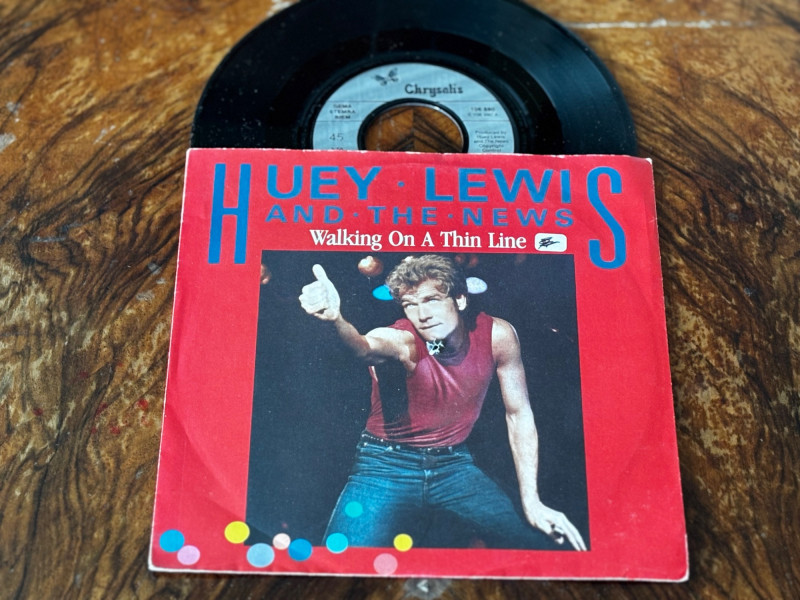 Chrysalis
45
HUEY · LEWIS
AND · THE · NEWS
Walking On A Thin Line